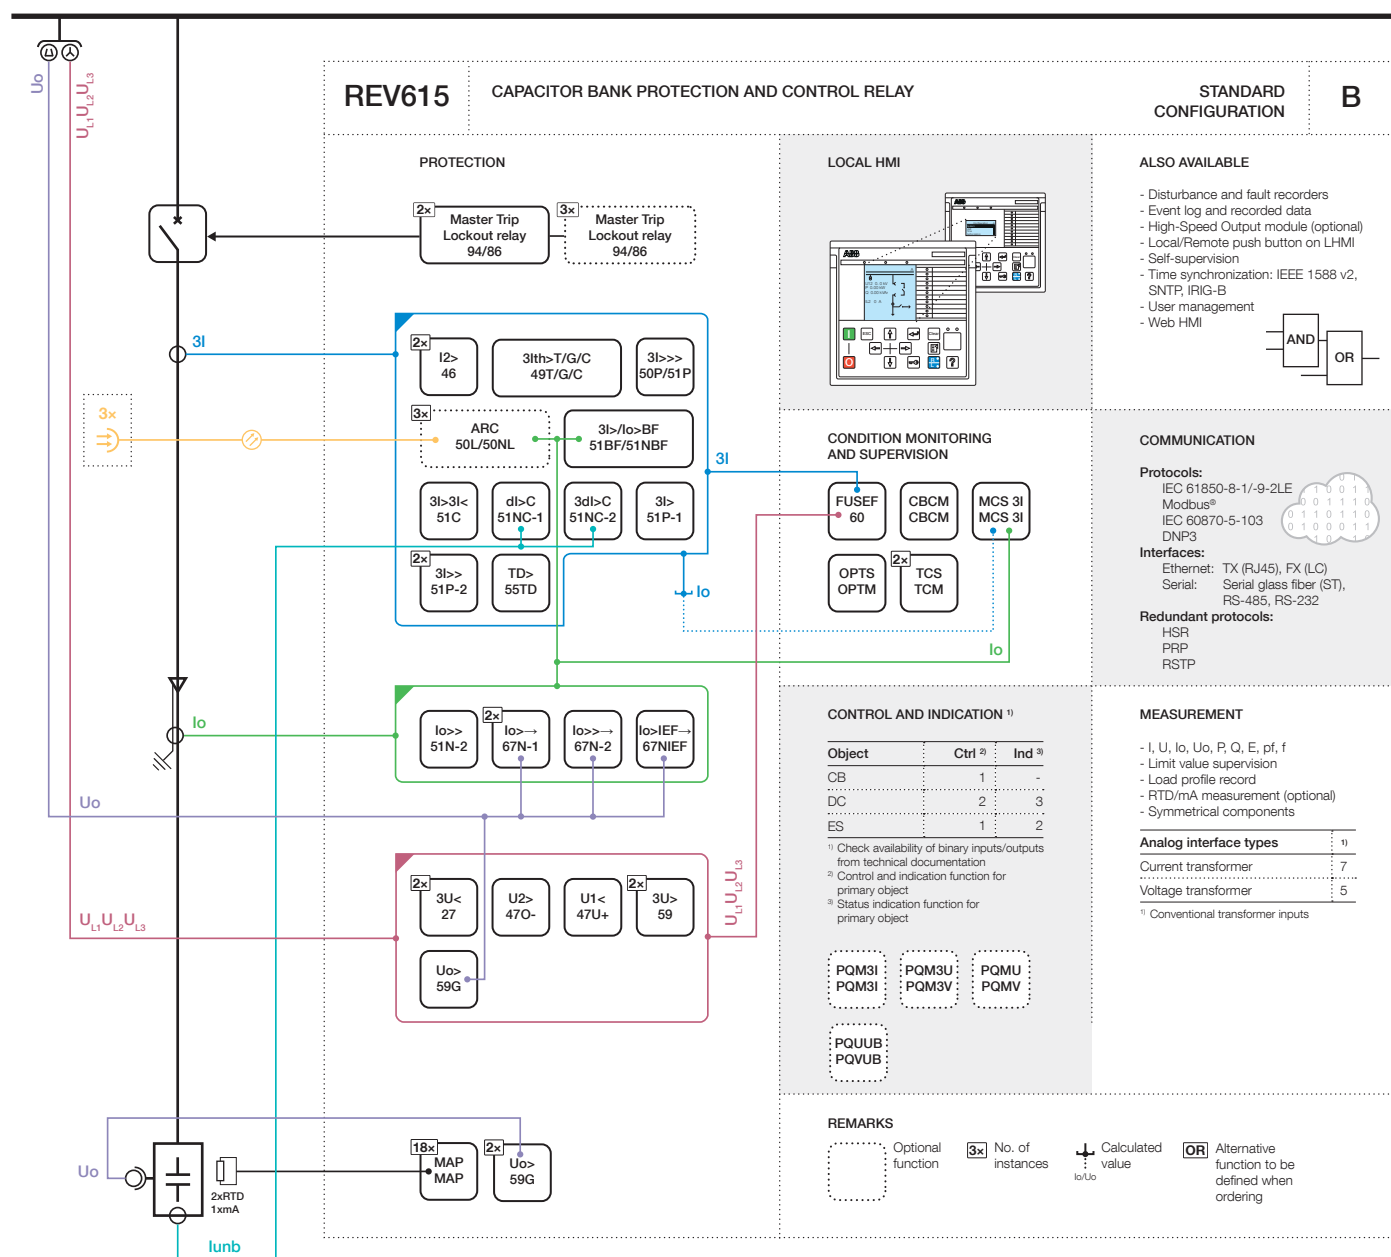 REV615
CAPACITOR BANK PROTECTION AND CONTROL RELAY
STANDARD
CONFIGURATION
B
Uo
UL1UL2UL3
PROTECTION
2×
Master Trip
Lockout relay
94/86
3×
Master Trip
Lockout relay
94/86
3I
2×
I2>
46
3Ith>T/G/C
49T/G/C
3I>>>
50P/51P
3×
3×
ARC
50L/50NL
3I>/Io>BF
51BF/51NBF
3I>3I<
51C
dI>C
51NC-1
3dI>C
51NC-2
3I>
51P-1
2×
3I>>
51P-2
TD>
55TD
3I
Io
Io
Io
Io>>
51N-2
2×
Io>→
67N-1
Io>>→
67N-2
Io>IEF→
67NIEF
Uo
2×
3U<
27
U2>
47O-
U1<
47U+
2×
3U>
59
UL1UL2UL3
UL1UL2UL3
Uo>
59G
Uo
2xRTD
1xmA
18×
MAP
MAP
2×
Uo>
59G
Iunb
LOCAL HMI
ABB
ABB
ESC
Clear
I
O
?
?
CONDITION MONITORING
AND SUPERVISION
FUSEF
60
CBCM
CBCM
MCS 3I
MCS 3I
OPTS
OPTM
2×
TCS
TCM
CONTROL AND INDICATION 1)
Object Ctrl 2) Ind 3)
CB 1 -
DC 2 3
ES 1 2
1) Check availability of binary inputs/outputs
from technical documentation
2) Control and indication function for
primary object
3) Status indication function for
primary object
PQM3I
PQM3I
PQM3U
PQM3V
PQMU
PQMV
PQUUB
PQVUB
ALSO AVAILABLE
- Disturbance and fault recorders
- Event log and recorded data
- High-Speed Output module (optional)
- Local/Remote push button on LHMI
- Self-supervision
- Time synchronization: IEEE 1588 v2,
SNTP, IRIG-B
- User management
- Web HMI
AND
OR
COMMUNICATION
Protocols:
IEC 61850-8-1/-9-2LE
Modbus®
IEC 60870-5-103
DNP3
Interfaces:
Ethernet: TX (RJ45), FX (LC)
Serial: Serial glass fiber (ST),
RS-485, RS-232
Redundant protocols:
HSR
PRP
RSTP
MEASUREMENT
- I, U, Io, Uo, P, Q, E, pf, f
- Limit value supervision
- Load profile record
- RTD/mA measurement (optional)
- Symmetrical components
Analog interface types 1)
Current transformer 7
Voltage transformer 5
1) Conventional transformer inputs
REMARKS
Optional
function
3×
No. of
instances
Io/Uo
Calculated
value
OR
Alternative
function to be
defined when
ordering